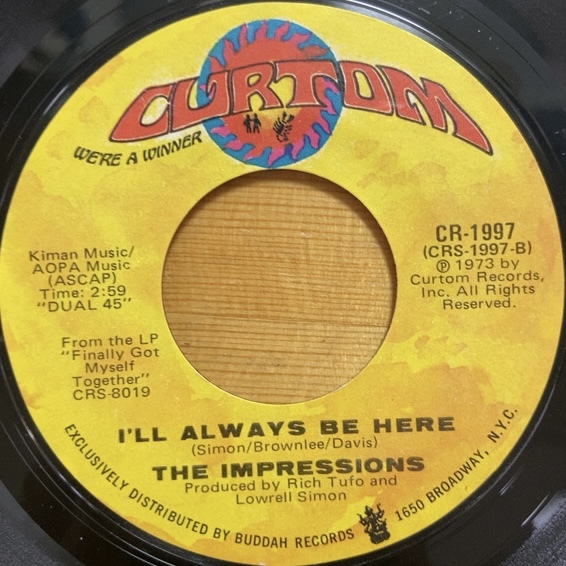 CURTOM
WE'RE A WINNER
Kiman Music/
AOPA Music
(ASCAP)
Time: 2:59
"DUAL 45"
From the LP
"Finally Got
Myself
Together"
CRS-8019
CR-1997
(CRS-1997-B)
Ⓟ 1973 by
Curtom Records,
Inc. All Rights
Reserved.
I'LL ALWAYS BE HERE
(Simon/Brownlee/Davis)
THE IMPRESSIONS
Produced by Rich Tufo and
Lowrell Simon
EXCLUSIVELY DISTRIBUTED BY BUDDAH RECORDS 1650 BROADWAY, N.Y.C.